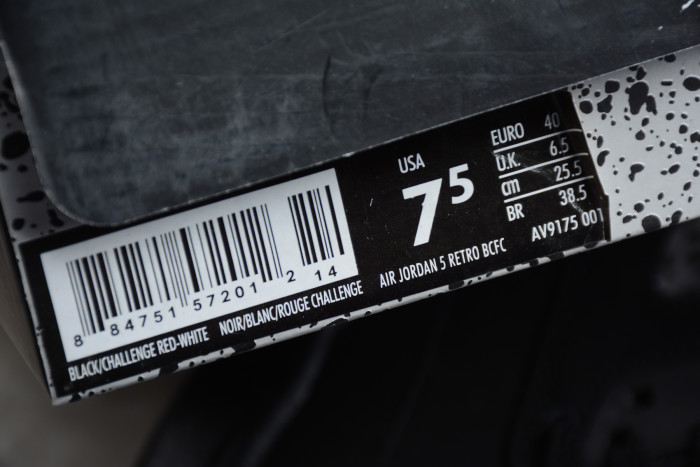 USA
7⁵
EURO 40
U.K. 6.5
cm 25.5
BR 38.5
8 84751 57201 2 14
AIR JORDAN 5 RETRO BCFC AV9175 001
BLACK/CHALLENGE RED-WHITE NOIR/BLANC/ROUGE CHALLENGE